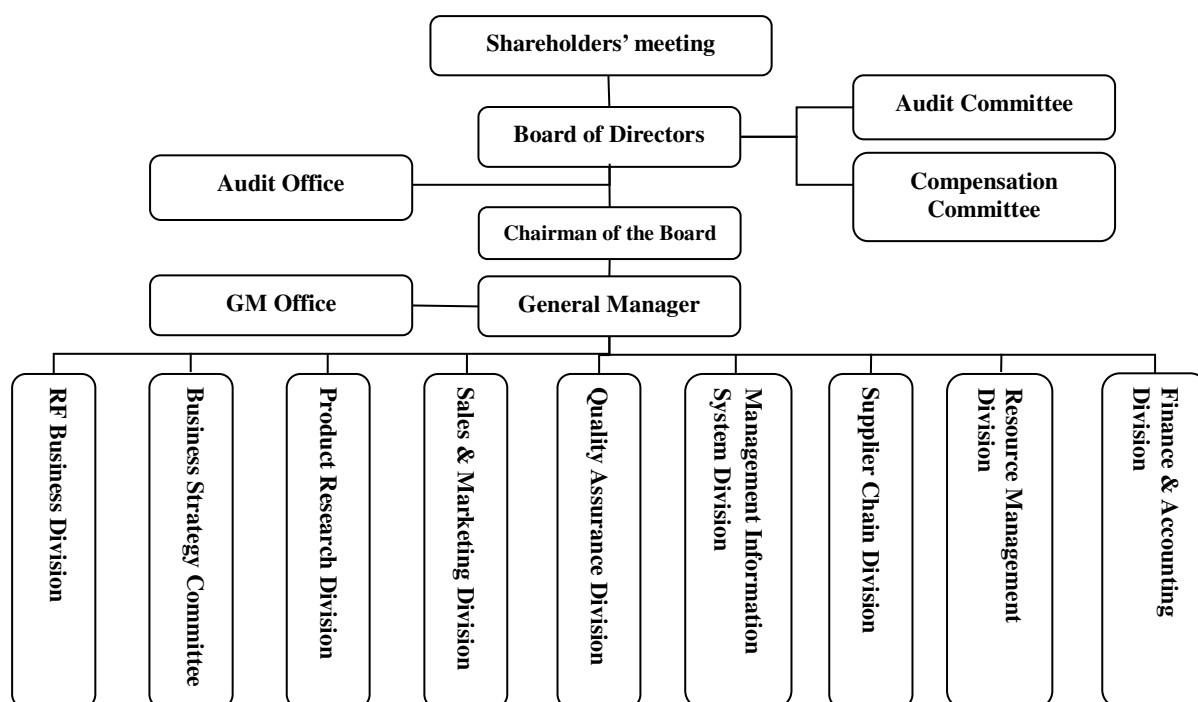 Shareholders’ meeting
Audit Committee
Board of Directors
Audit Office
Compensation
Committee
Chairman of the Board
GM Office
General Manager
RF Business Division
Business Strategy Committee
Product Research Division
Sales & Marketing Division
Quality Assurance Division
Management Information
System Division
Supplier Chain Division
Resource Management
Division
Finance & Accounting
Division